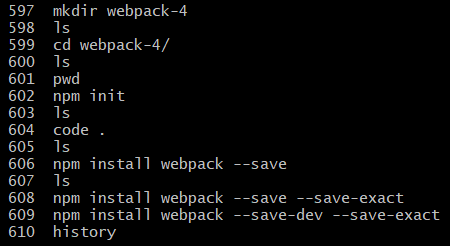 597 mkdir webpack-4
598 ls
599 cd webpack-4/
600 ls
601 pwd
602 npm init
603 ls
604 code .
605 ls
606 npm install webpack --save
607 ls
608 npm install webpack --save --save-exact
609 npm install webpack --save-dev --save-exact
610 history